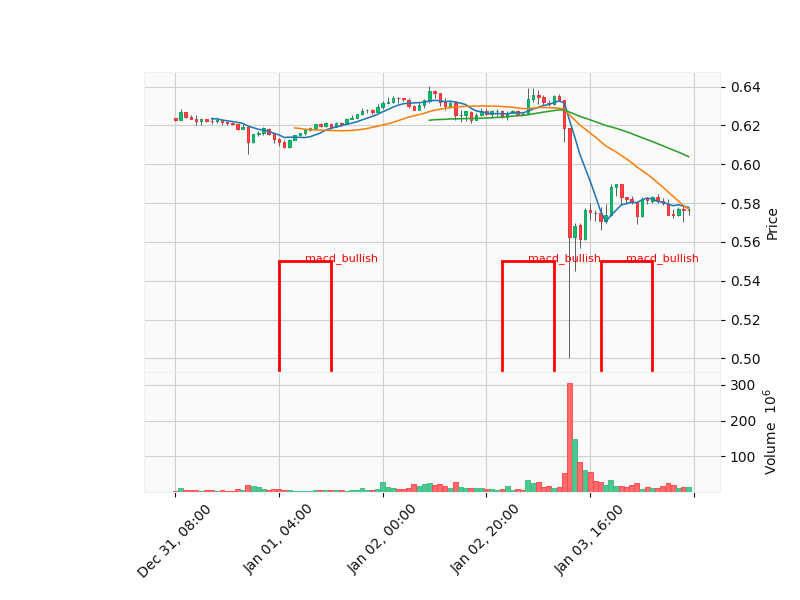 0.64
0.62
0.60
0.58
0.56
0.54
0.52
0.50
Price
macd_bullish
macd_bullish
macd_bullish
300
200
100
Volume 10^6
Dec 31, 08:00
Jan 01, 04:00
Jan 02, 00:00
Jan 02, 20:00
Jan 03, 16:00